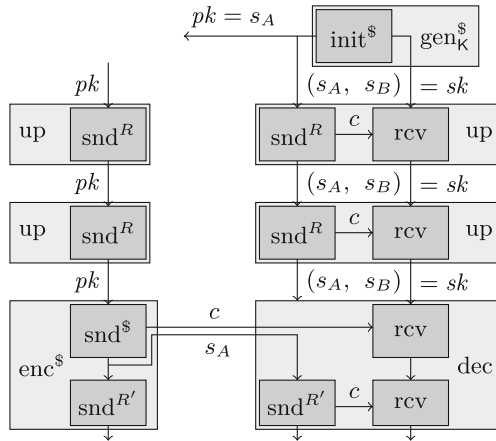 pk = s_A
init^$
gen_K^$
pk
(s_A, s_B) = sk
up
snd^R
snd^R
c
rcv
up
pk
(s_A, s_B) = sk
up
snd^R
snd^R
c
rcv
up
pk
(s_A, s_B) = sk
snd^$
c
rcv
s_A
enc^$
dec
snd^{R'}
snd^{R'}
c
rcv